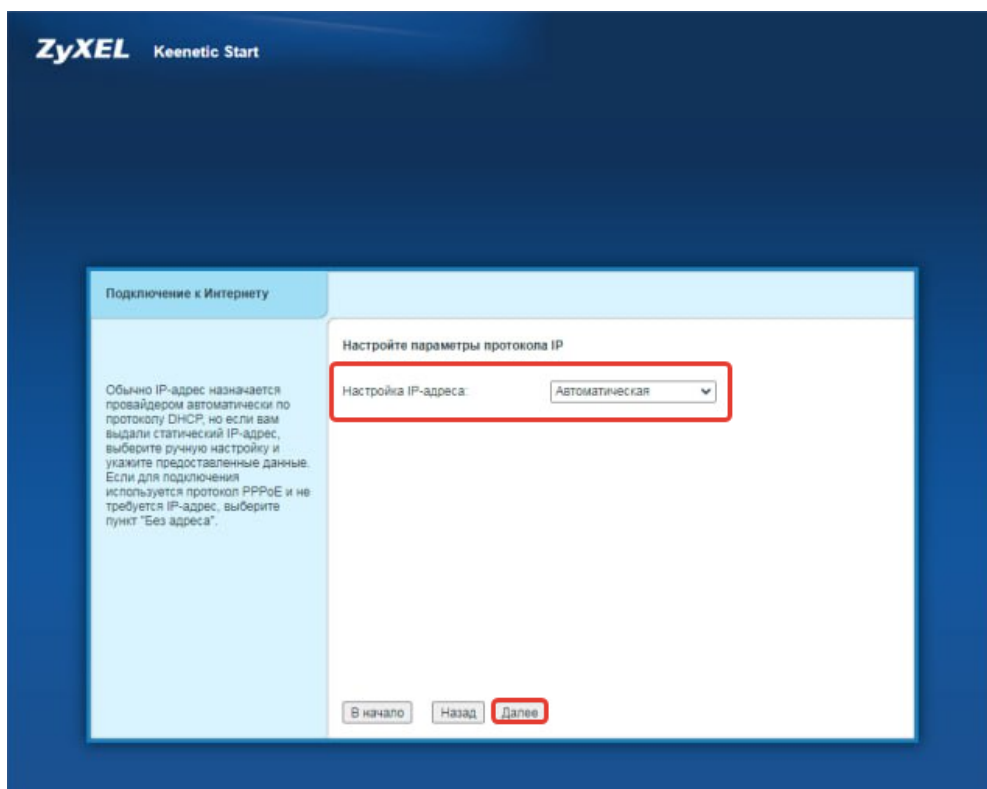 ZyXEL Keenetic Start
Подключение к Интернету
Обычно IP-адрес назначается
провайдером автоматически по
протоколу DHCP, но если вам
выдали статический IP-адрес,
выберите ручную настройку и
укажите предоставленные данные.
Если для подключения
используется протокол PPPoE и не
требуется IP-адрес, выберите
пункт "Без адреса".
Настройте параметры протокола IP
Настройка IP-адреса: Автоматическая
В начало Назад Далее